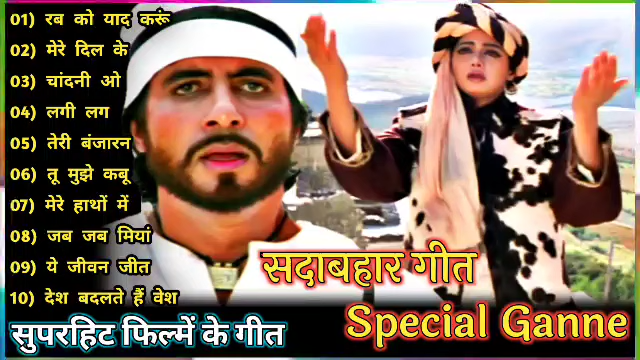 01) रब को याद करूं
02) मेरे दिल के
03) चांदनी ओ
04) लगी लग
05) तेरी बंजारन
06) तू मुझे कबू
07) मेरे हाथों में
08) जब जब मियां
09) ये जीवन जीत
10) देश बदलते हैं वेश
सदाबहार गीत
Special Ganne
सुपरहिट फिल्में के गीत